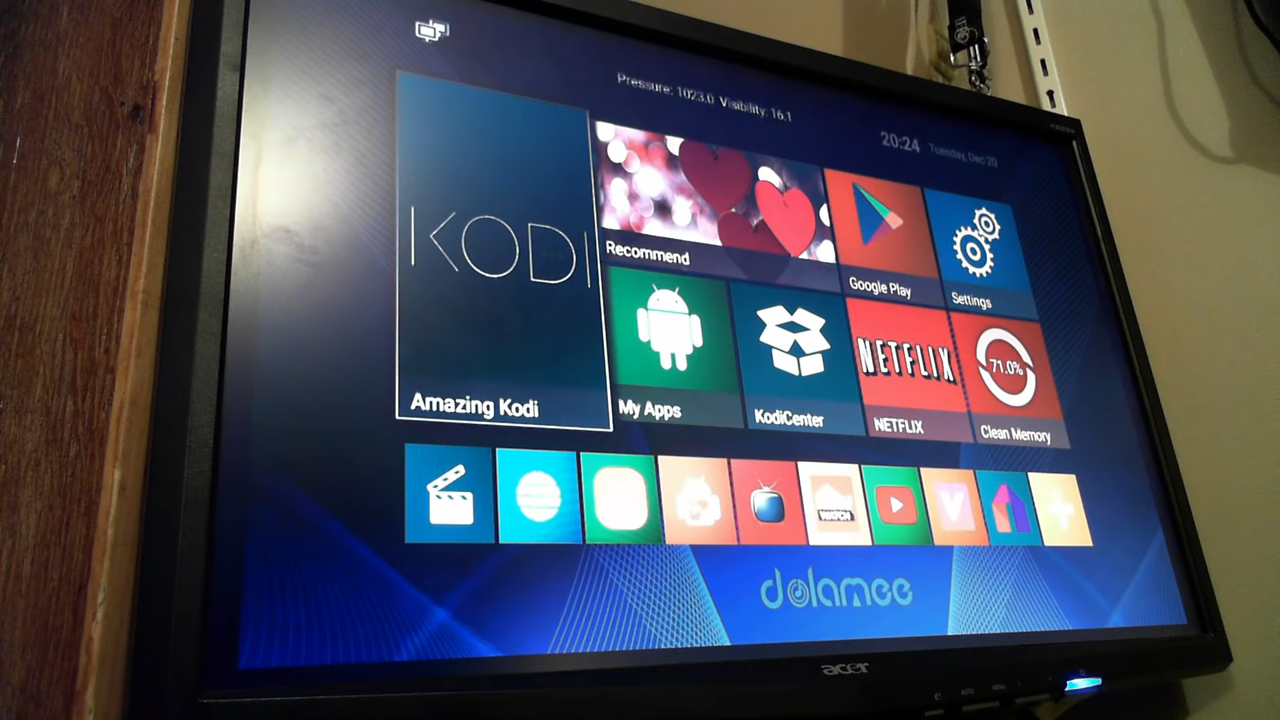 Pressure: 1023.0 Visibility: 16.1
20:24 Tuesday, Dec 20
KODI
Amazing Kodi
Recommend
Google Play
Settings
My Apps
KodiCenter
NETFLIX
NETFLIX
71.0%
Clean Memory
WATCH
V
dolamee
acer